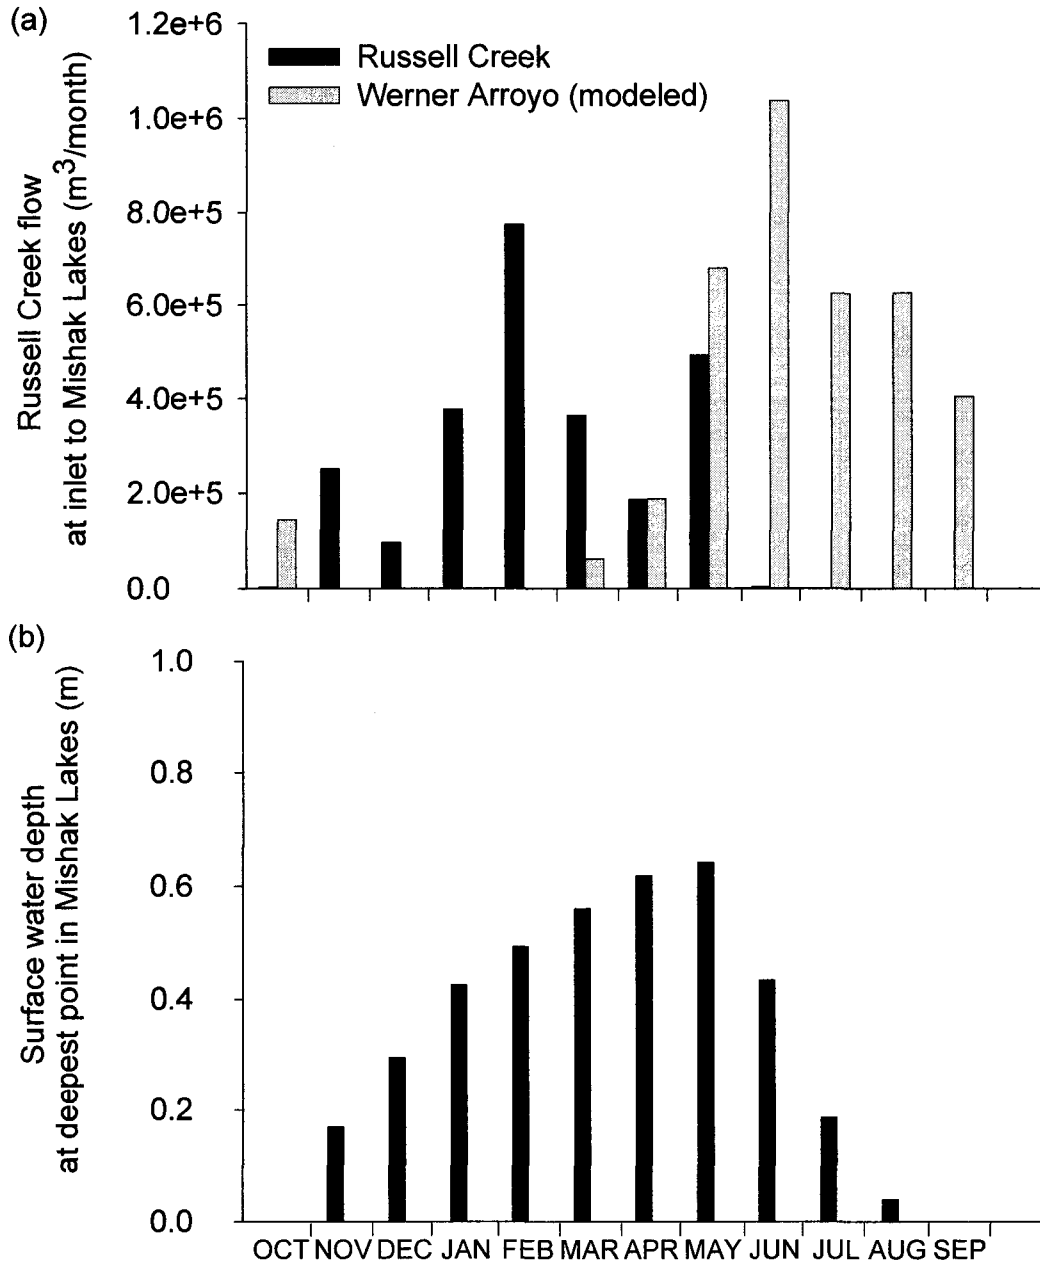 (a)
1.2e+6
1.0e+6
8.0e+5
6.0e+5
4.0e+5
2.0e+5
0.0
Russell Creek flow
at inlet to Mishak Lakes (m³/month)
Russell Creek
Werner Arroyo (modeled)
(b)
1.0
0.8
0.6
0.4
0.2
0.0
Surface water depth
at deepest point in Mishak Lakes (m)
OCT NOV DEC JAN FEB MAR APR MAY JUN JUL AUG SEP